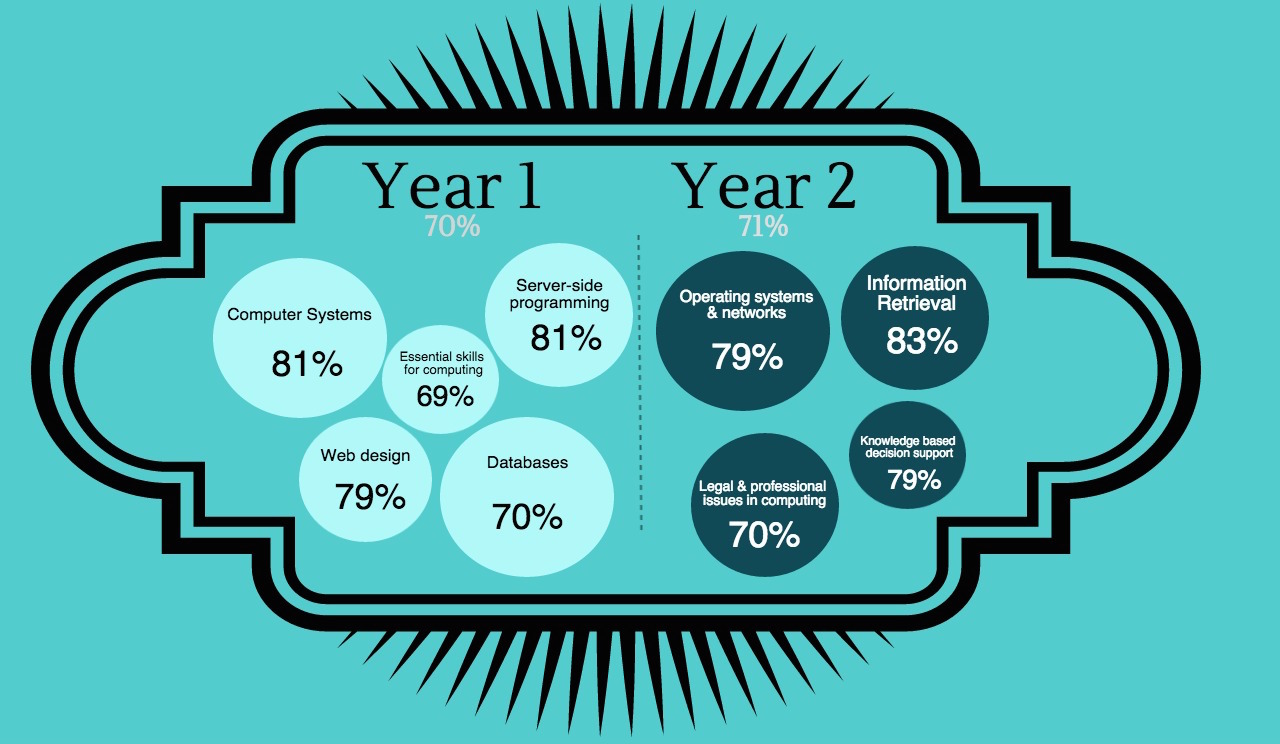 Year 1
70%
Computer Systems
81%
Server-side
programming
81%
Essential skills
for computing
69%
Web design
79%
Databases
70%
Year 2
71%
Operating systems
& networks
79%
Information
Retrieval
83%
Knowledge based
decision support
79%
Legal & professional
issues in computing
70%